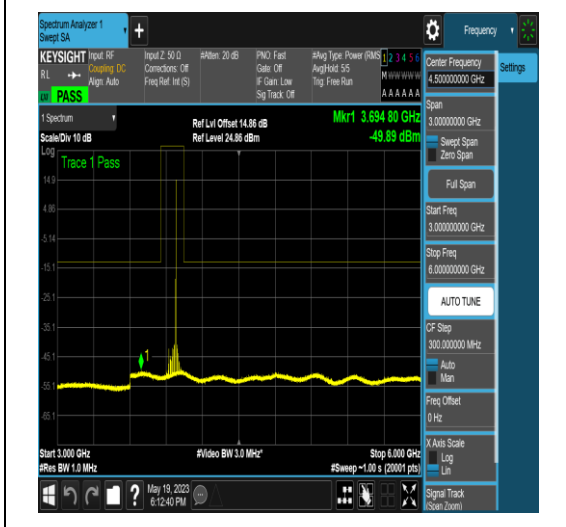 Spectrum Analyzer 1
Swept SA
+
Frequency
KEYSIGHT
Input: RF
Coupling: DC
Align: Auto
Input Z: 50 Ω
Corrections: Off
Freq Ref: Int (S)
#Atten: 20 dB
PNO: Fast
Gate: Off
IF Gain: Low
Sig Track: Off
#Avg Type: Power (RMS)
Avg|Hold: 5/5
Trig: Free Run
1 2 3 4 5 6
M W W W W W
A A A A A A
RL
PASS
Center Frequency
4.500000000 GHz
Settings
Span
3.00000000 GHz
Swept Span
Zero Span
Full Span
Start Freq
3.000000000 GHz
Stop Freq
6.000000000 GHz
AUTO TUNE
CF Step
300.000000 MHz
Auto
Man
Freq Offset
0 Hz
X Axis Scale
Log
Lin
Signal Track
(Span Zoom)
1 Spectrum
Scale/Div 10 dB
Ref Lvl Offset 14.86 dB
Ref Level 24.86 dBm
Mkr1 3.694 80 GHz
-49.89 dBm
Log
Trace 1 Pass
14.9
4.86
-5.14
-15.1
-25.1
-35.1
-45.1
-55.1
-65.1
1
Start 3.000 GHz
#Res BW 1.0 MHz
#Video BW 3.0 MHz*
Stop 6.000 GHz
#Sweep ~1.00 s (20001 pts)
?
May 19, 2023
6:12:40 PM